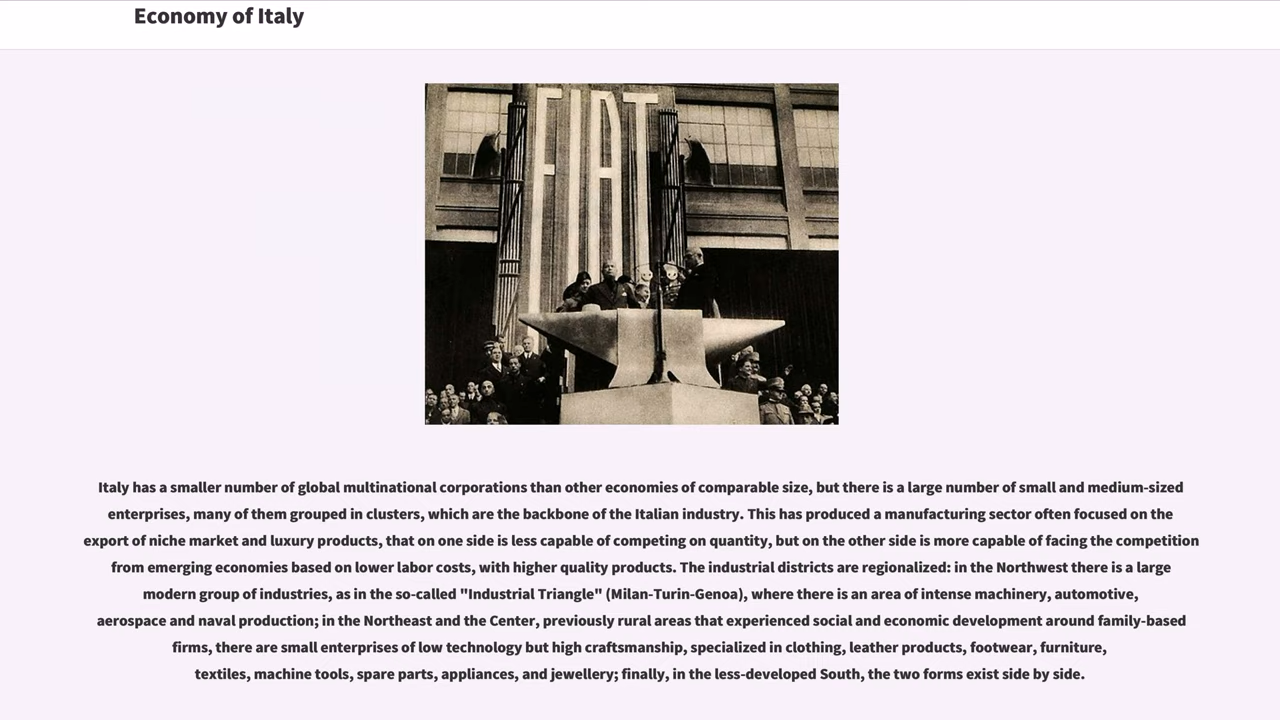 Economy of Italy
FIAT
Italy has a smaller number of global multinational corporations than other economies of comparable size, but there is a large number of small and medium-sized
enterprises, many of them grouped in clusters, which are the backbone of the Italian industry. This has produced a manufacturing sector often focused on the
export of niche market and luxury products, that on one side is less capable of competing on quantity, but on the other side is more capable of facing the competition
from emerging economies based on lower labor costs, with higher quality products. The industrial districts are regionalized: in the Northwest there is a large
modern group of industries, as in the so-called "Industrial Triangle" (Milan-Turin-Genoa), where there is an area of intense machinery, automotive,
aerospace and naval production; in the Northeast and the Center, previously rural areas that experienced social and economic development around family-based
firms, there are small enterprises of low technology but high craftsmanship, specialized in clothing, leather products, footwear, furniture,
textiles, machine tools, spare parts, appliances, and jewellery; finally, in the less-developed South, the two forms exist side by side.